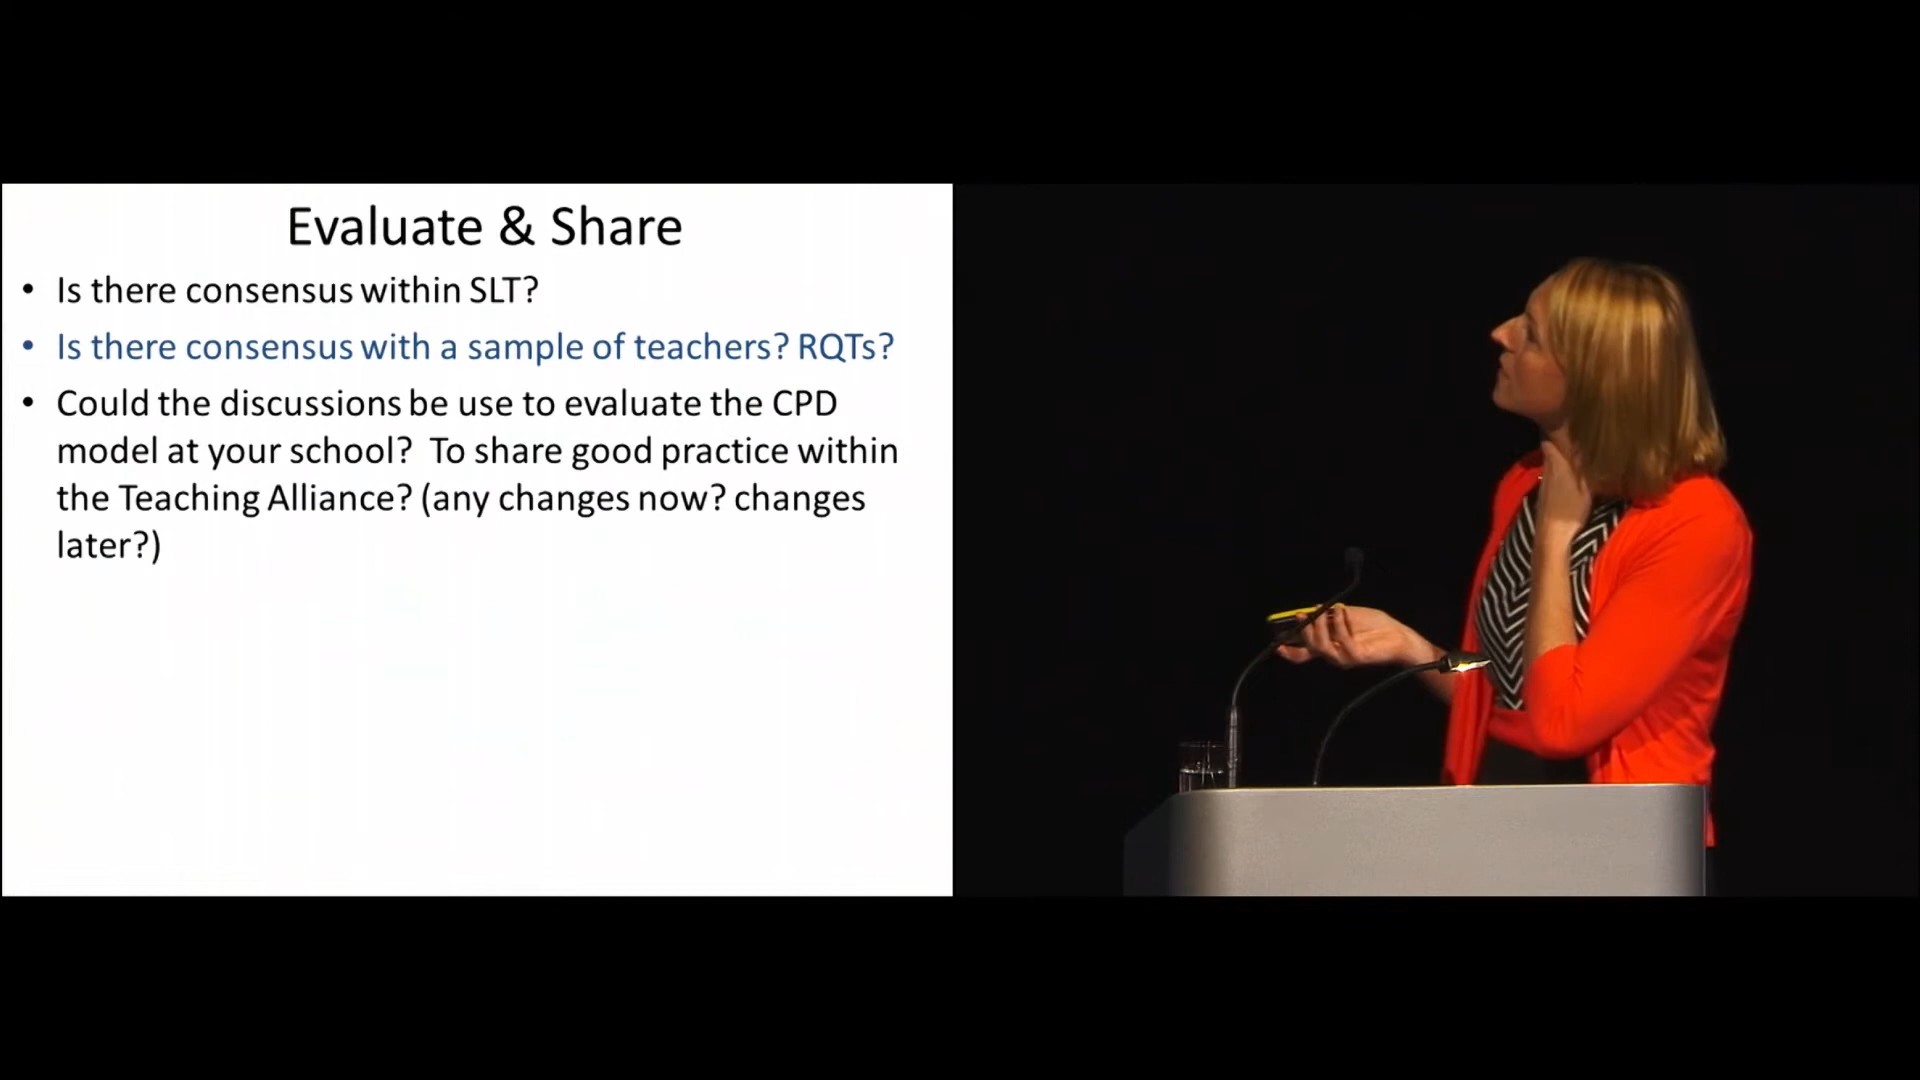 Evaluate & Share
• Is there consensus within SLT?
• Is there consensus with a sample of teachers? RQTs?
• Could the discussions be use to evaluate the CPD
model at your school?  To share good practice within
the Teaching Alliance? (any changes now? changes
later?)